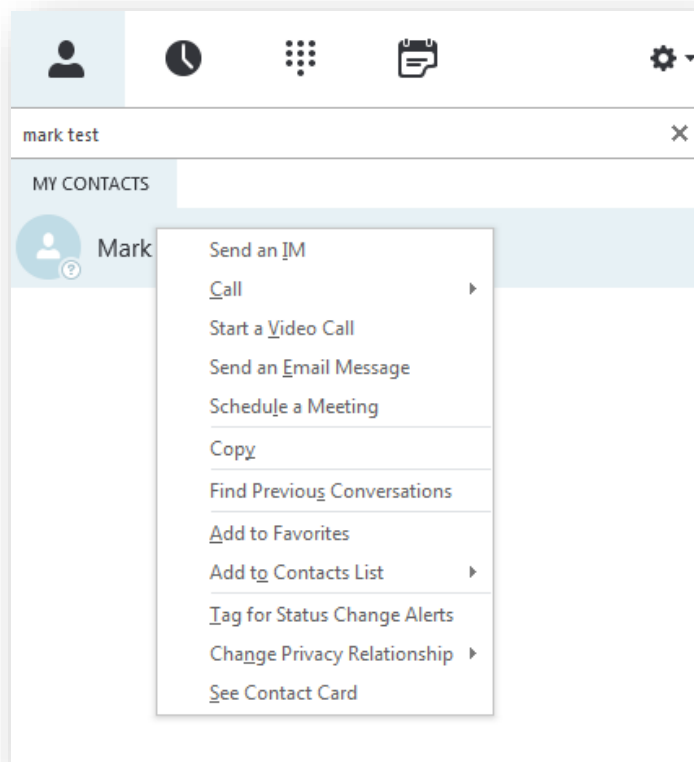 mark test
MY CONTACTS
Mark
Send an IM
Call
Start a Video Call
Send an Email Message
Schedule a Meeting
Copy
Find Previous Conversations
Add to Favorites
Add to Contacts List
Tag for Status Change Alerts
Change Privacy Relationship
See Contact Card